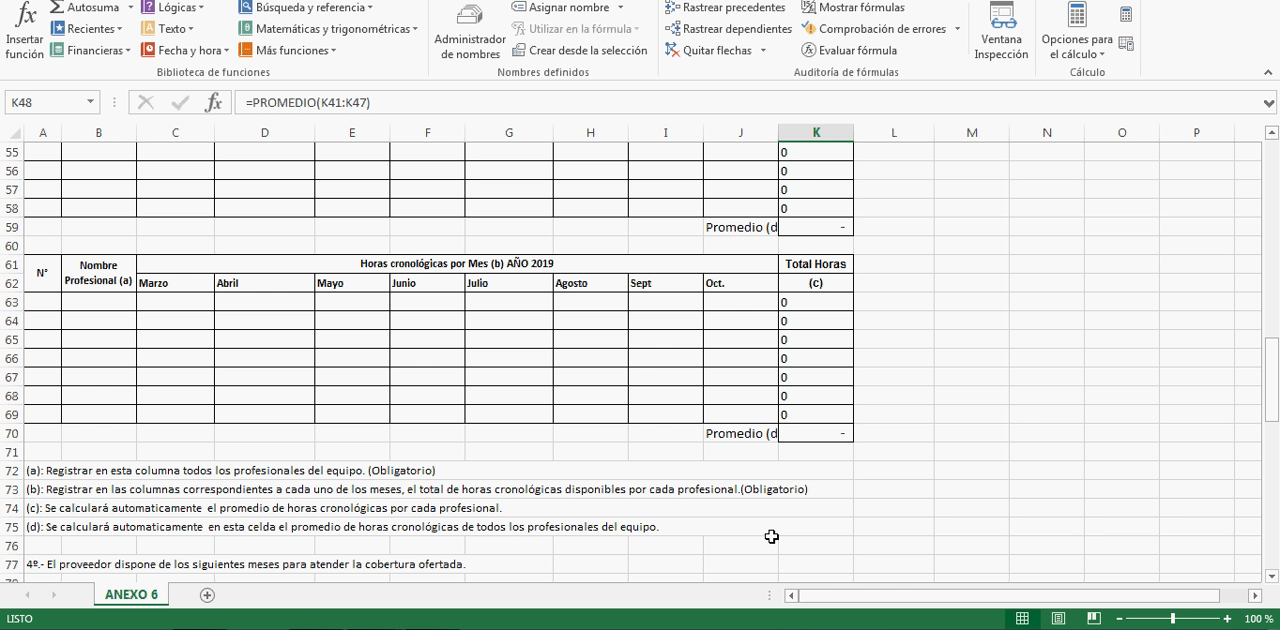 Autosuma Lógicas Búsqueda y referencia Asignar nombre Rastrear precedentes Mostrar fórmulas
Insertar función Recientes Texto Matemáticas y trigonométricas Administrador de nombres Utilizar en la fórmula Rastrear dependientes Comprobación de errores Ventana Inspección Opciones para el cálculo
Financieras Fecha y hora Más funciones Crear desde la selección Quitar flechas Evaluar fórmula
Biblioteca de funciones Nombres definidos Auditoría de fórmulas Cálculo
K48 fx =PROMEDIO(K41:K47)
A B C D E F G H I J K L M N O P
55 0
56 0
57 0
58 0
59 Promedio (d -
60
61 N° Nombre Profesional (a) Horas cronológicas por Mes (b) AÑO 2019 Total Horas
62 Marzo Abril Mayo Junio Julio Agosto Sept Oct. (c)
63 0
64 0
65 0
66 0
67 0
68 0
69 0
70 Promedio (d -
71
72 (a): Registrar en esta columna todos los profesionales del equipo. (Obligatorio)
73 (b): Registrar en las columnas correspondientes a cada uno de los meses, el total de horas cronológicas disponibles por cada profesional.(Obligatorio)
74 (c): Se calculará automaticamente el promedio de horas cronológicas por cada profesional.
75 (d): Se calculará automaticamente en esta celda el promedio de horas cronológicas de todos los profesionales del equipo.
76
77 4º.- El proveedor dispone de los siguientes meses para atender la cobertura ofertada.
ANEXO 6
LISTO 100 %